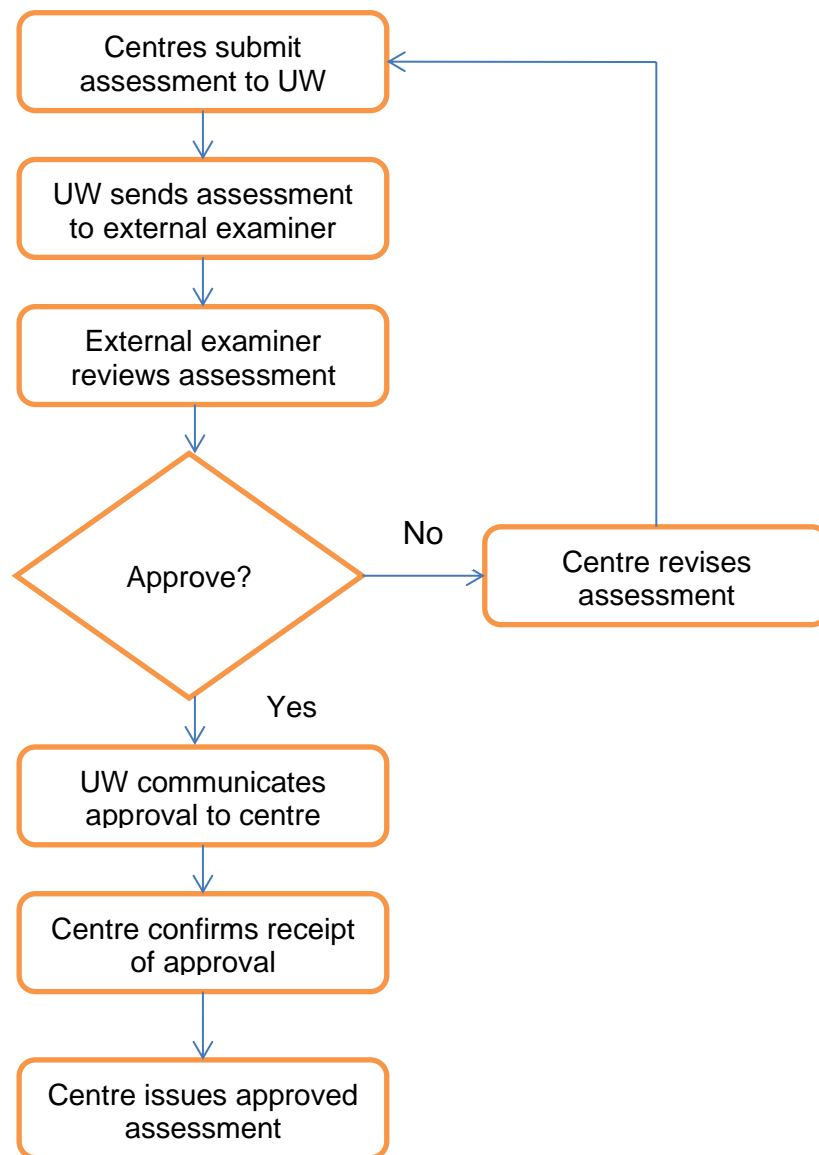 Centres submit
assessment to UW
UW sends assessment
to external examiner
External examiner
reviews assessment
Approve?
No
Centre revises
assessment
Yes
UW communicates
approval to centre
Centre confirms receipt
of approval
Centre issues approved
assessment